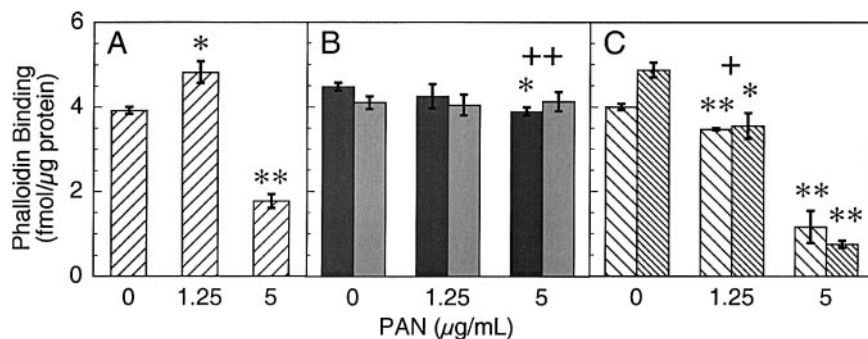 Phalloidin Binding
(fmol/µg protein)
6
4
2
0
A
*
**
B
++
*
C
+
**
*
**
**
0 1.25 5 0 1.25 5 0 1.25 5
PAN (µg/mL)